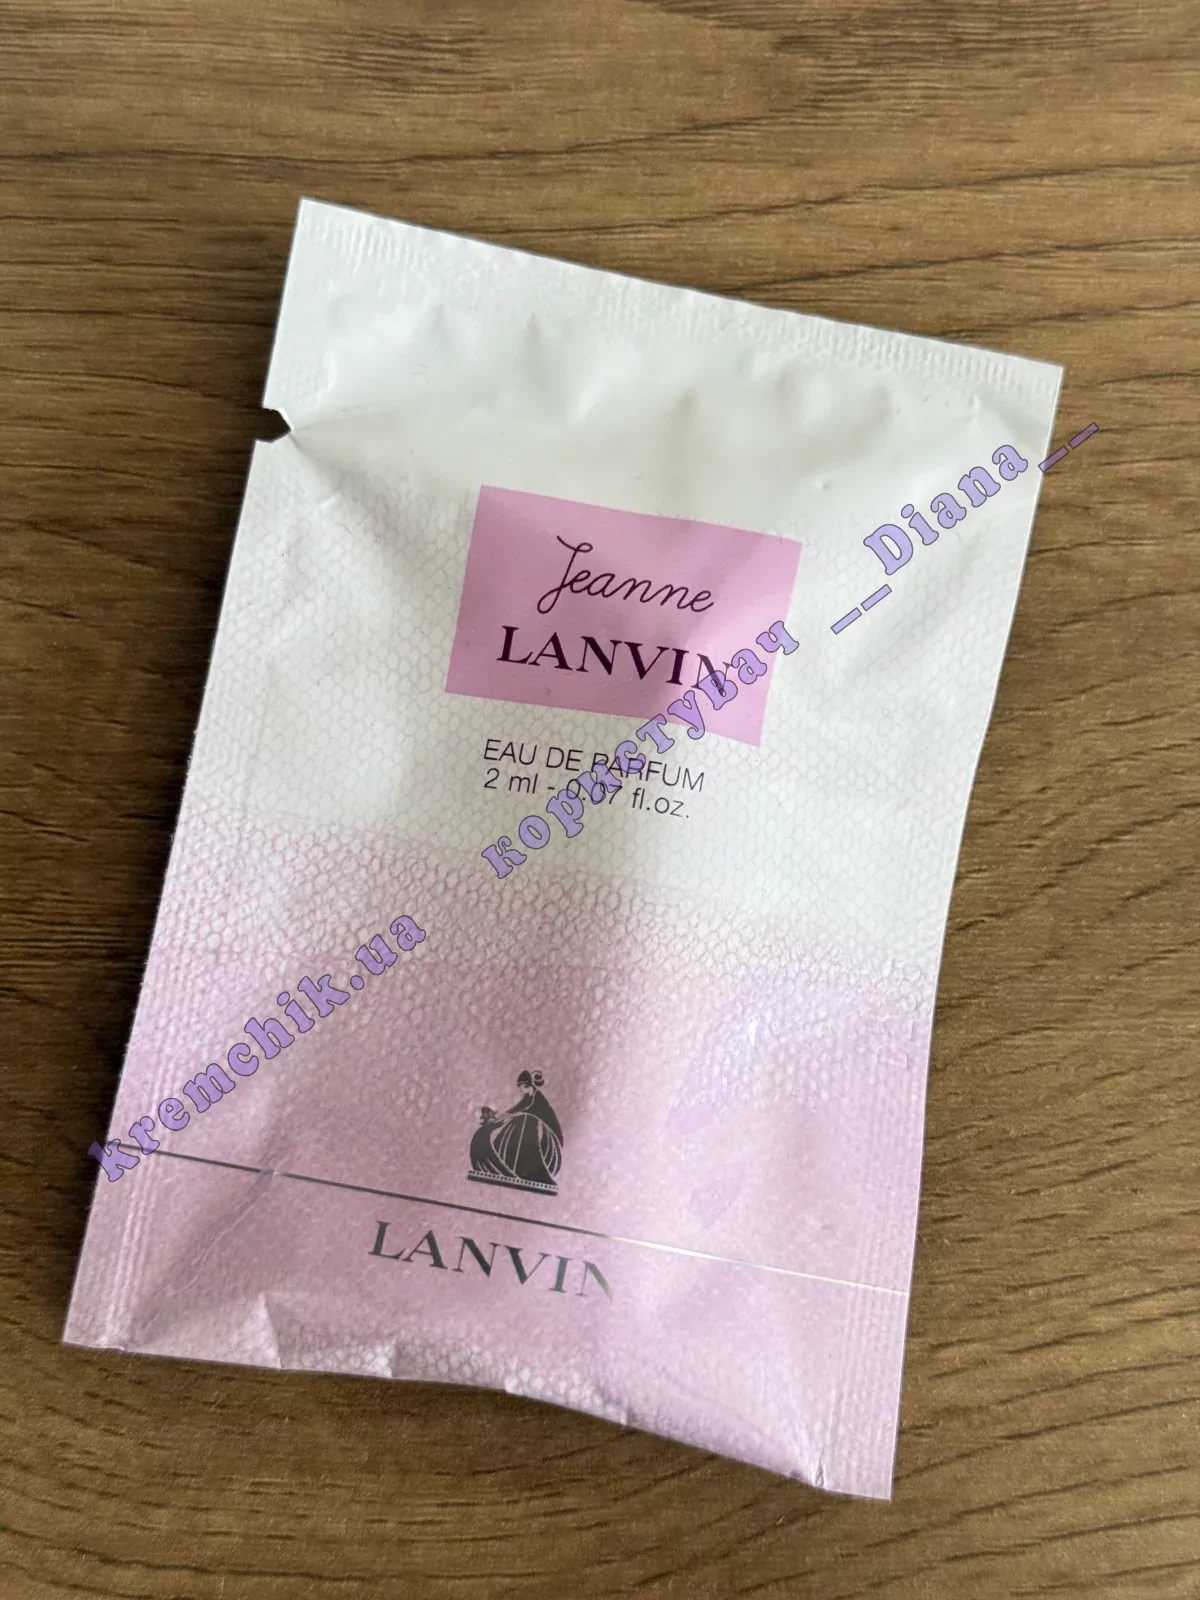 Jeanne
LANVIN
EAU DE PARFUM
2 ml - 0.07 fl.oz.
LANVIN
kremchik.ua користувач __Diana__